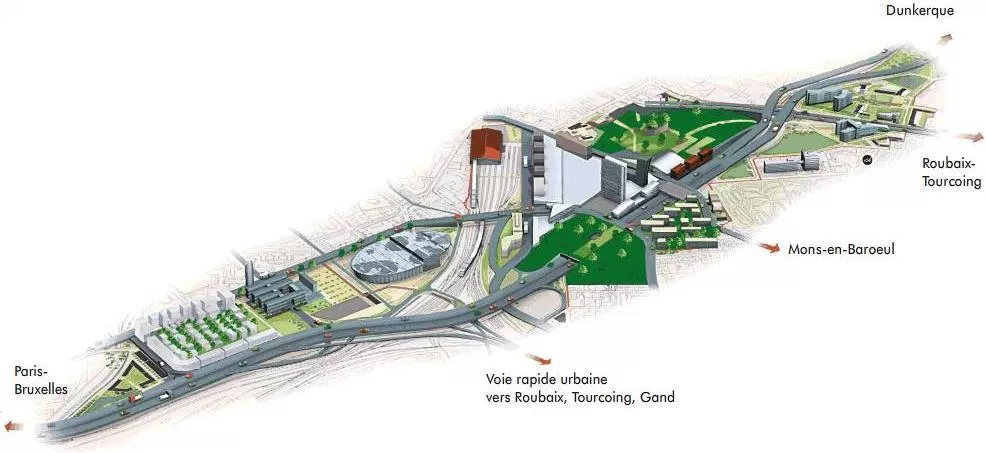 Dunkerque
Roubaix-
Tourcoing
Mons-en-Baroeul
Paris-
Bruxelles
Voie rapide urbaine
vers Roubaix, Tourcoing, Gand